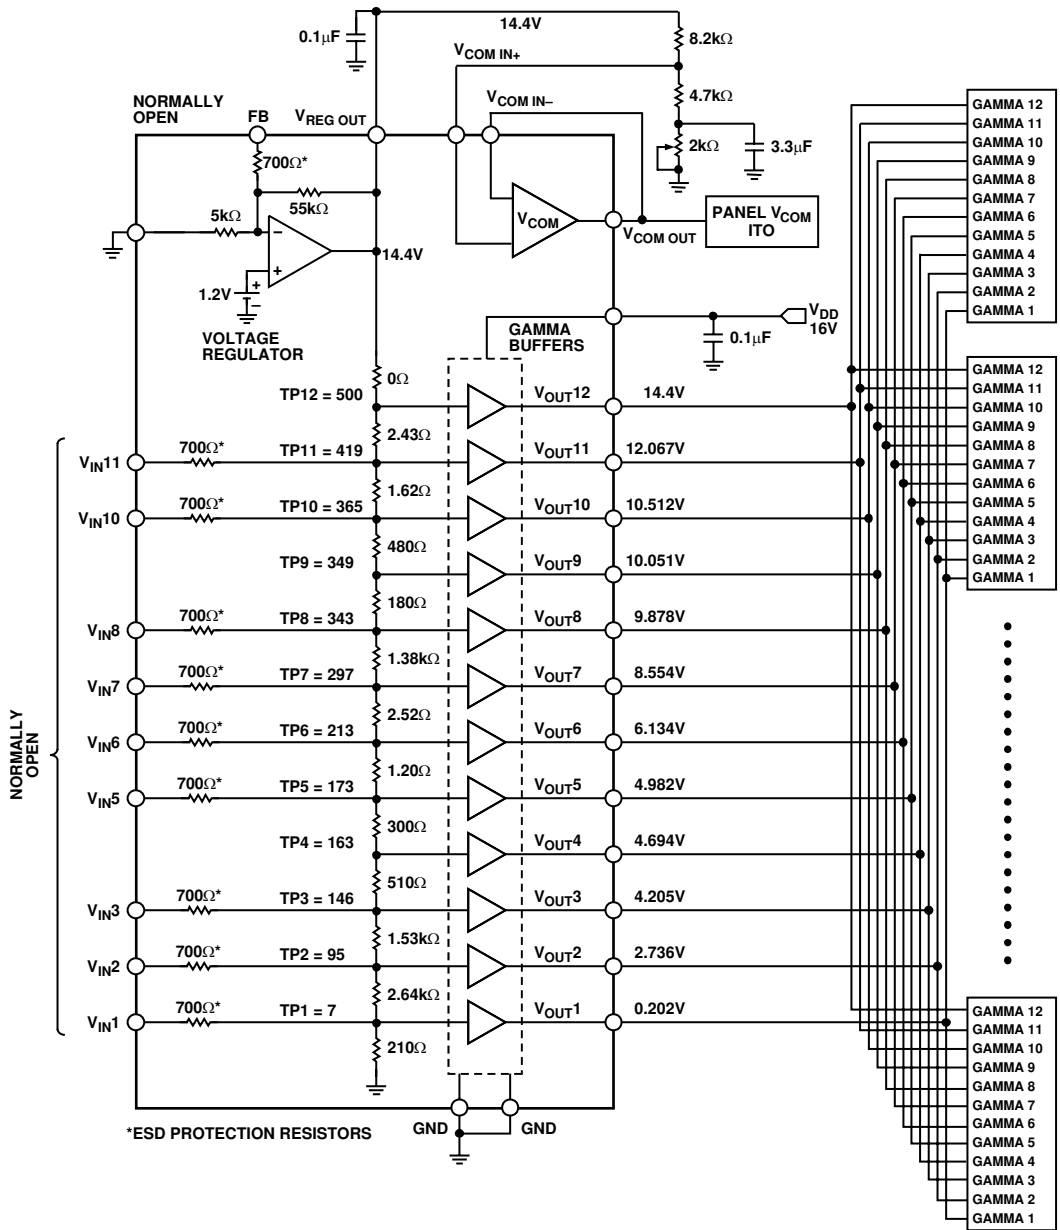 14.4V
0.1µF
8.2kΩ
VCOM IN+
4.7kΩ
VCOM IN–
2kΩ
3.3µF
NORMALLY
OPEN
FB
VREG OUT
700Ω*
55kΩ
5kΩ
–
+
14.4V
1.2V
+
–
VOLTAGE
REGULATOR
VCOM
VCOM OUT
PANEL VCOM
ITO
GAMMA
BUFFERS
VDD
16V
0.1µF
0Ω
TP12 = 500
VOUT12
14.4V
2.43Ω
VIN11
700Ω*
TP11 = 419
VOUT11
12.067V
1.62Ω
VIN10
700Ω*
TP10 = 365
VOUT10
10.512V
480Ω
TP9 = 349
VOUT9
10.051V
180Ω
VIN8
700Ω*
TP8 = 343
VOUT8
9.878V
1.38kΩ
VIN7
700Ω*
TP7 = 297
VOUT7
8.554V
2.52Ω
NORMALLY
OPEN
VIN6
700Ω*
TP6 = 213
VOUT6
6.134V
1.20Ω
VIN5
700Ω*
TP5 = 173
VOUT5
4.982V
300Ω
TP4 = 163
VOUT4
4.694V
510Ω
VIN3
700Ω*
TP3 = 146
VOUT3
4.205V
1.53kΩ
VIN2
700Ω*
TP2 = 95
VOUT2
2.736V
2.64kΩ
VIN1
700Ω*
TP1 = 7
VOUT1
0.202V
210Ω
*ESD PROTECTION RESISTORS
GND
GND
GAMMA 12
GAMMA 11
GAMMA 10
GAMMA 9
GAMMA 8
GAMMA 7
GAMMA 6
GAMMA 5
GAMMA 4
GAMMA 3
GAMMA 2
GAMMA 1
GAMMA 12
GAMMA 11
GAMMA 10
GAMMA 9
GAMMA 8
GAMMA 7
GAMMA 6
GAMMA 5
GAMMA 4
GAMMA 3
GAMMA 2
GAMMA 1
GAMMA 12
GAMMA 11
GAMMA 10
GAMMA 9
GAMMA 8
GAMMA 7
GAMMA 6
GAMMA 5
GAMMA 4
GAMMA 3
GAMMA 2
GAMMA 1